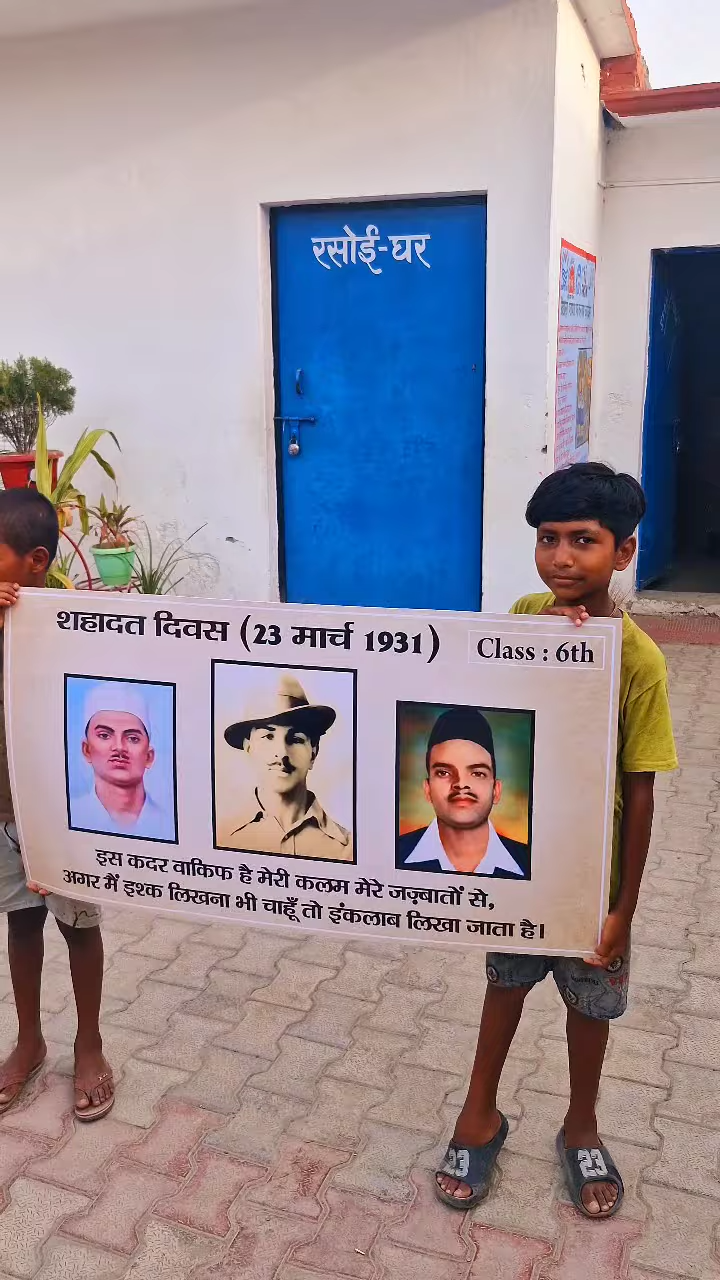 रसोई-घर
शहादत दिवस (23 मार्च 1931)
Class : 6th
इस कदर वाकिफ है मेरी कलम मेरे जज़्बातों से,
अगर मैं इश्क लिखना भी चाहूँ तो इंकलाब लिखा जाता है।
23
23